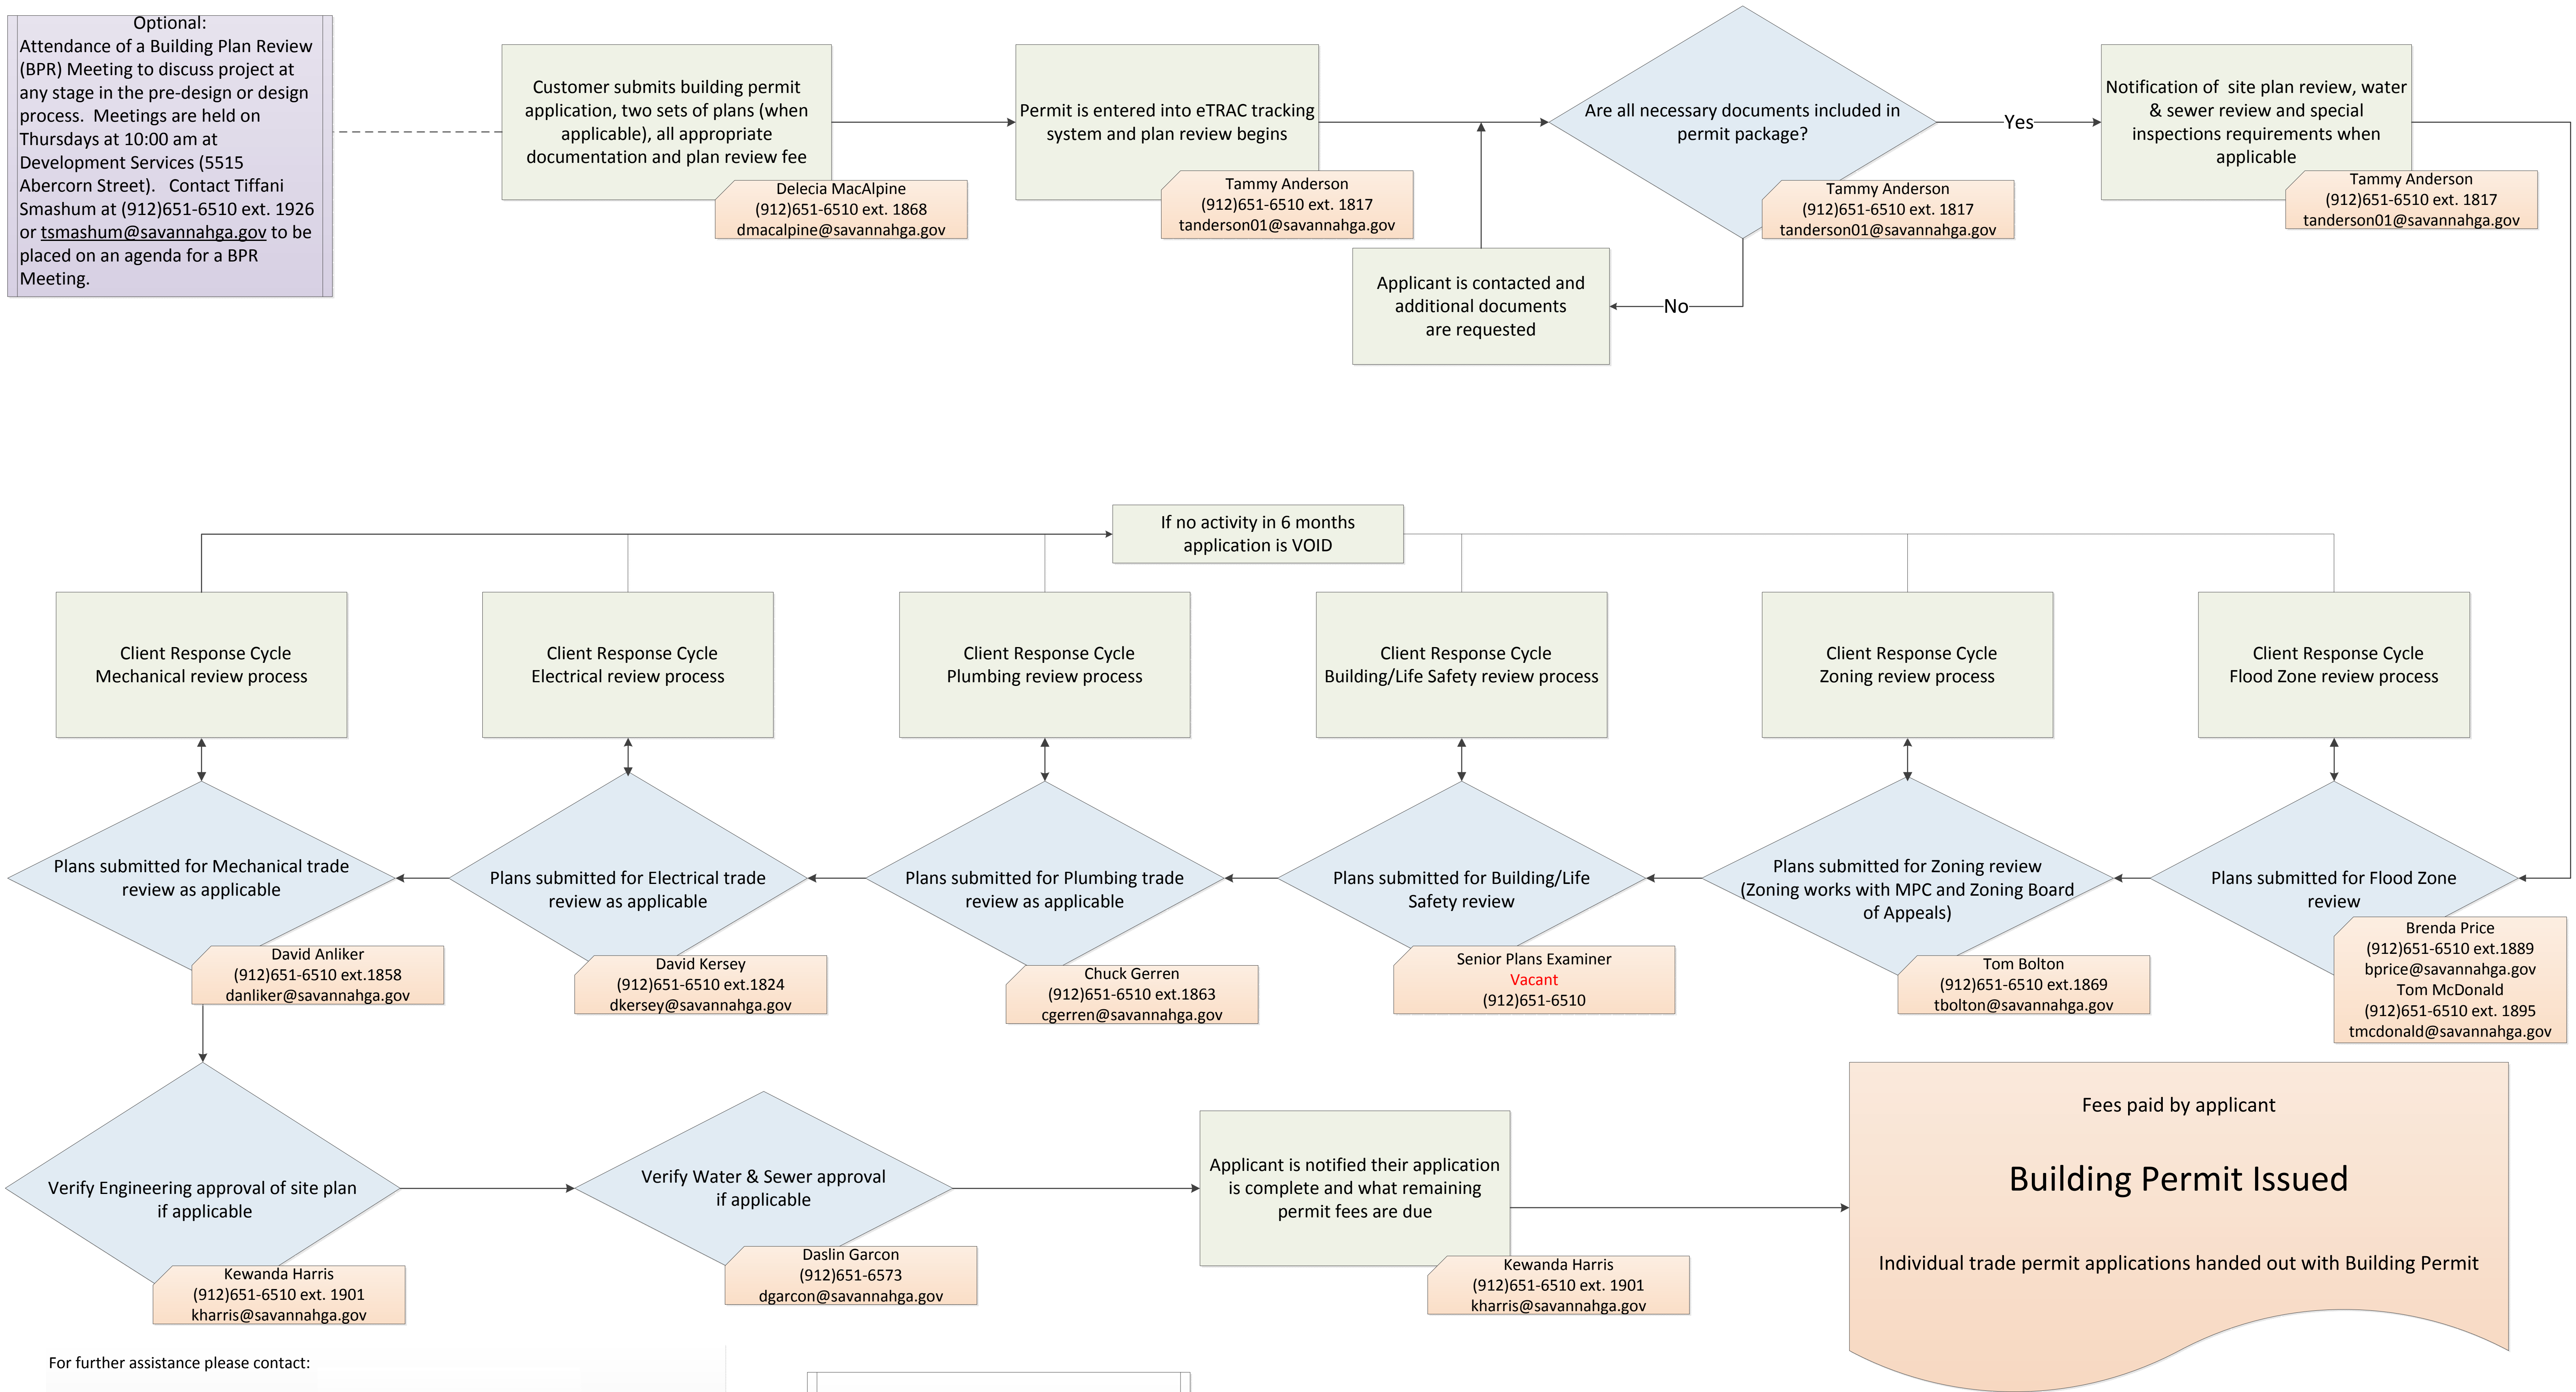 Optional:
Attendance of a Building Plan Review
(BPR) Meeting to discuss project at
any stage in the pre-design or design
process.  Meetings are held on
Thursdays at 10:00 am at
Development Services (5515
Abercorn Street).   Contact Tiffani
Smashum at (912)651-6510 ext. 1926
or tsmashum@savannahga.gov to be
placed on an agenda for a BPR
Meeting.
Customer submits building permit
application, two sets of plans (when
applicable), all appropriate
documentation and plan review fee
Delecia MacAlpine
(912)651-6510 ext. 1868
dmacalpine@savannahga.gov
Permit is entered into eTRAC tracking
system and plan review begins
Tammy Anderson
(912)651-6510 ext. 1817
tanderson01@savannahga.gov
Are all necessary documents included in
permit package?
Tammy Anderson
(912)651-6510 ext. 1817
tanderson01@savannahga.gov
Yes
Notification of  site plan review, water
& sewer review and special
inspections requirements when
applicable
Tammy Anderson
(912)651-6510 ext. 1817
tanderson01@savannahga.gov
No
Applicant is contacted and
additional documents
are requested
If no activity in 6 months
application is VOID
Client Response Cycle
Mechanical review process
Client Response Cycle
Electrical review process
Client Response Cycle
Plumbing review process
Client Response Cycle
Building/Life Safety review process
Client Response Cycle
Zoning review process
Client Response Cycle
Flood Zone review process
Plans submitted for Mechanical trade
review as applicable
David Anliker
(912)651-6510 ext.1858
danliker@savannahga.gov
Plans submitted for Electrical trade
review as applicable
David Kersey
(912)651-6510 ext.1824
dkersey@savannahga.gov
Plans submitted for Plumbing trade
review as applicable
Chuck Gerren
(912)651-6510 ext.1863
cgerren@savannahga.gov
Plans submitted for Building/Life
Safety review
Senior Plans Examiner
Vacant
(912)651-6510
Plans submitted for Zoning review
(Zoning works with MPC and Zoning Board
of Appeals)
Tom Bolton
(912)651-6510 ext.1869
tbolton@savannahga.gov
Plans submitted for Flood Zone
review
Brenda Price
(912)651-6510 ext.1889
bprice@savannahga.gov
Tom McDonald
(912)651-6510 ext. 1895
tmcdonald@savannahga.gov
Verify Engineering approval of site plan
if applicable
Kewanda Harris
(912)651-6510 ext. 1901
kharris@savannahga.gov
Verify Water & Sewer approval
if applicable
Daslin Garcon
(912)651-6573
dgarcon@savannahga.gov
Applicant is notified their application
is complete and what remaining
permit fees are due
Kewanda Harris
(912)651-6510 ext. 1901
kharris@savannahga.gov
Fees paid by applicant
Building Permit Issued
Individual trade permit applications handed out with Building Permit
For further assistance please contact: